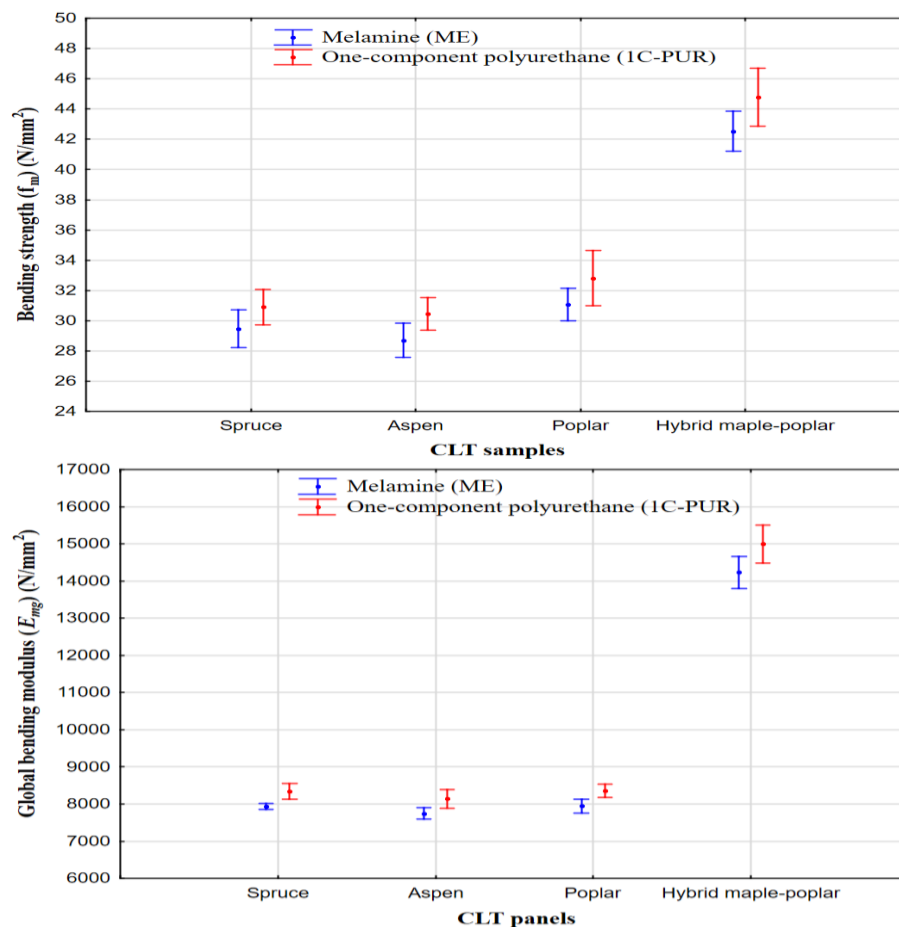 Melamine (ME)
One-component polyurethane (1C-PUR)
Bending strength (fm) (N/mm²)
50
48
46
44
42
40
38
36
34
32
30
28
26
24
Spruce Aspen Poplar Hybrid maple-poplar
CLT samples
Melamine (ME)
One-component polyurethane (1C-PUR)
Global bending modulus (Emg) (N/mm²)
17000
16000
15000
14000
13000
12000
11000
10000
9000
8000
7000
6000
Spruce Aspen Poplar Hybrid maple-poplar
CLT panels